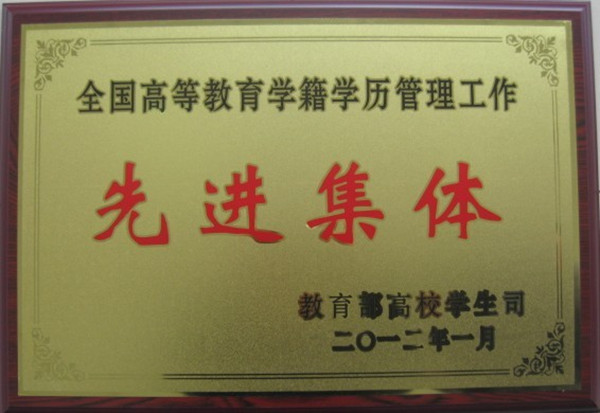 全国高等教育学籍学历管理工作
先进集体
教育部高校学生司
二〇一二年一月